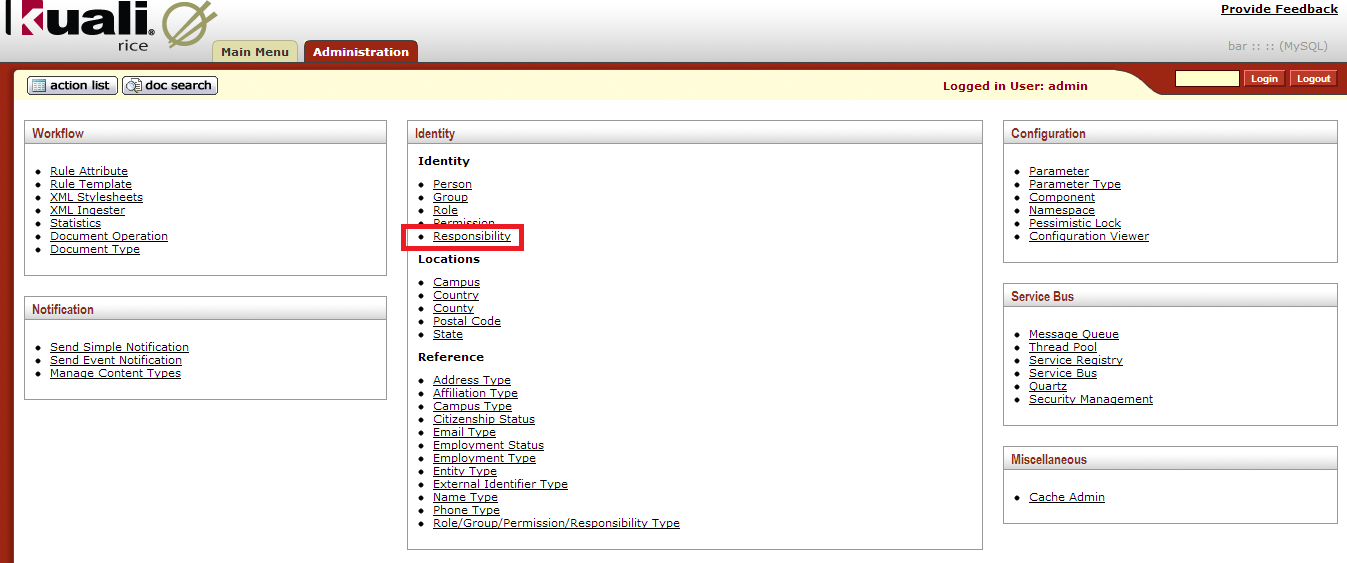 kuali
rice
Provide Feedback
Main Menu
Administration
bar :: :: (MySQL)
action list
doc search
Logged in User: admin
Login
Logout
Workflow
Rule Attribute
Rule Template
XML Stylesheets
XML Ingester
Statistics
Document Operation
Document Type
Notification
Send Simple Notification
Send Event Notification
Manage Content Types
Identity
Identity
Person
Group
Role
Permission
Responsibility
Locations
Campus
Country
County
Postal Code
State
Reference
Address Type
Affiliation Type
Campus Type
Citizenship Status
Email Type
Employment Status
Employment Type
Entity Type
External Identifier Type
Name Type
Phone Type
Role/Group/Permission/Responsibility Type
Configuration
Parameter
Parameter Type
Component
Namespace
Pessimistic Lock
Configuration Viewer
Service Bus
Message Queue
Thread Pool
Service Registry
Service Bus
Quartz
Security Management
Miscellaneous
Cache Admin